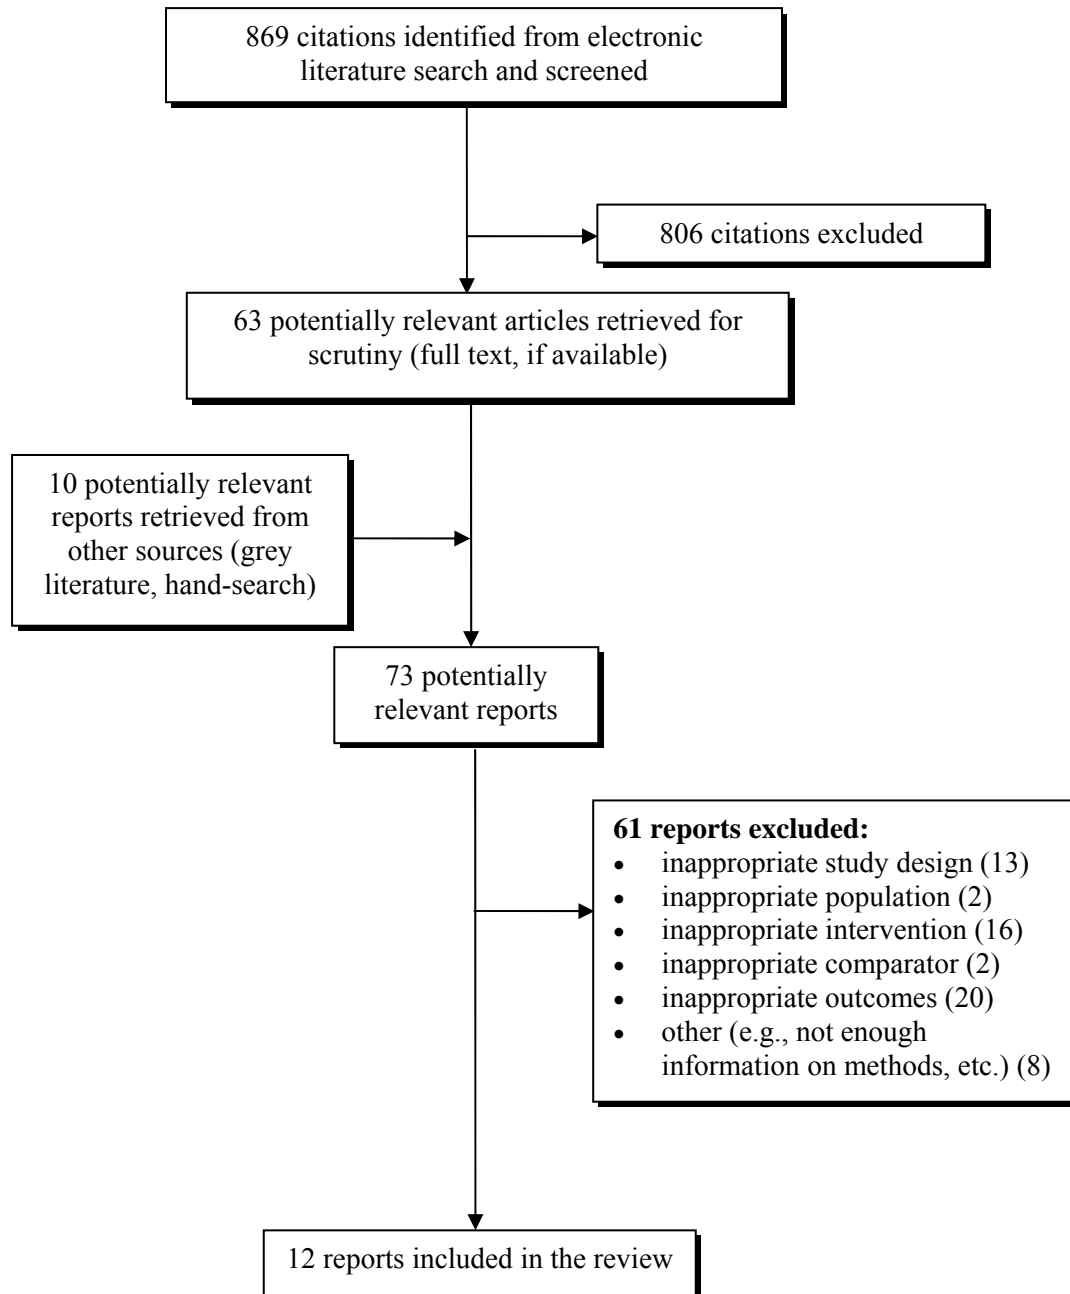 869 citations identified from electronic
literature search and screened
806 citations excluded
63 potentially relevant articles retrieved for
scrutiny (full text, if available)
10 potentially relevant
reports retrieved from
other sources (grey
literature, hand-search)
73 potentially
relevant reports
61 reports excluded:
• inappropriate study design (13)
• inappropriate population (2)
• inappropriate intervention (16)
• inappropriate comparator (2)
• inappropriate outcomes (20)
• other (e.g., not enough
information on methods, etc.) (8)
12 reports included in the review